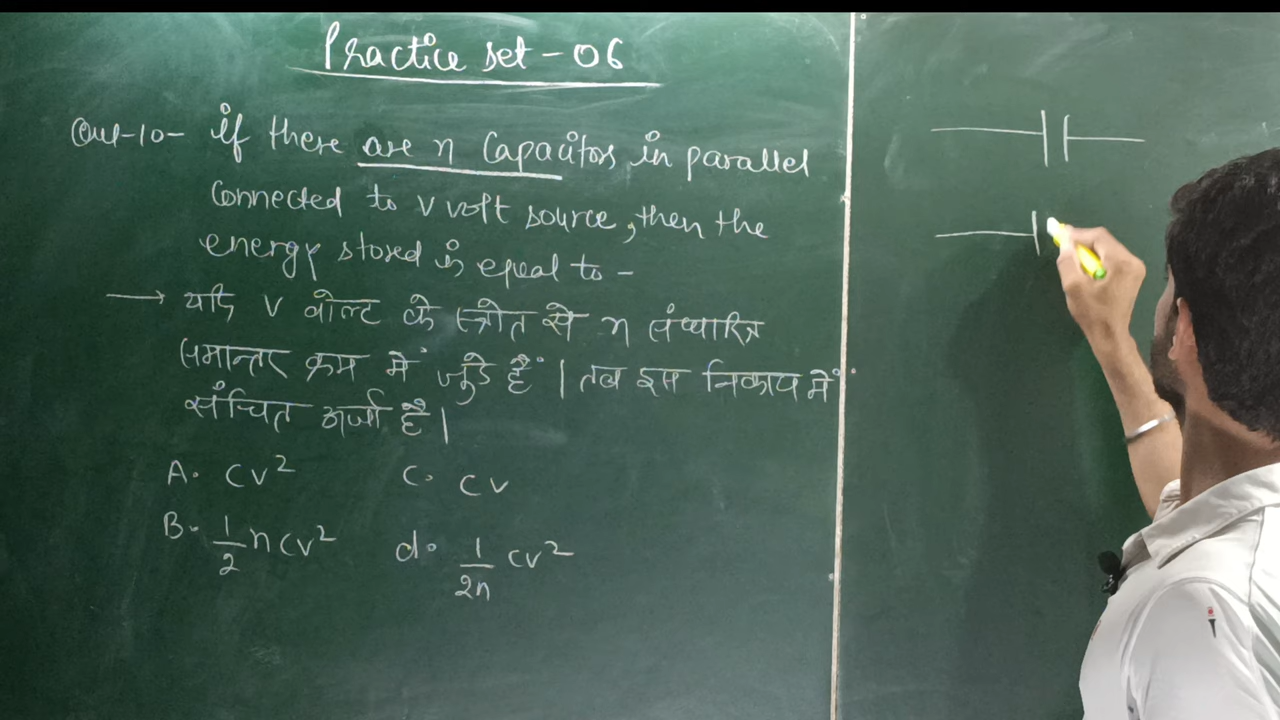 Practice set - 06
Que-10- if there are n Capacitors in parallel
Connected to v volt source, then the
energy stored is equal to -
→ यदि v वोल्ट के स्त्रोत से n संधारित्र
समान्तर क्रम में जुडे हैं | तब इस निकाय में
संचित ऊर्जा है |
A. cv² C. cv
B. 1/2 ncv² d. 1/2n cv²